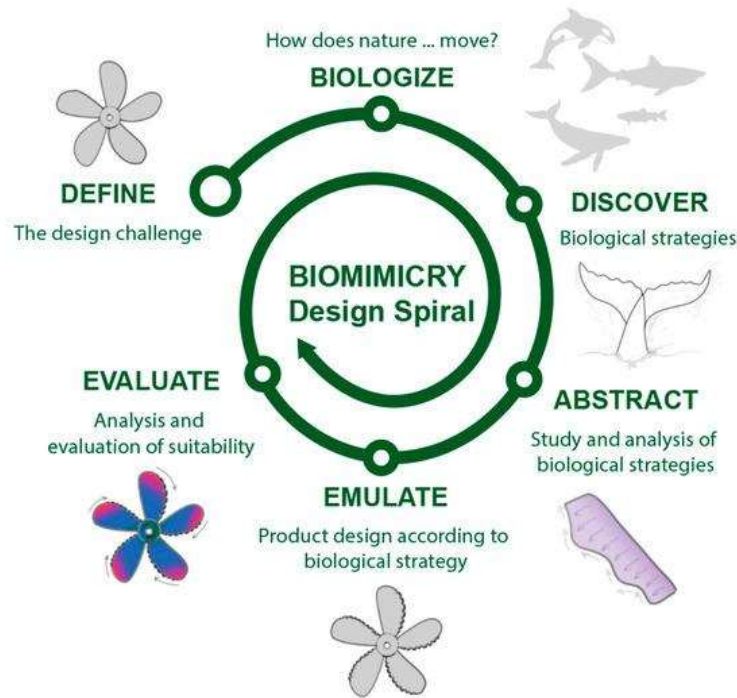 How does nature ... move?
BIOLOGIZE
DEFINE
The design challenge
DISCOVER
Biological strategies
BIOMIMICRY
Design Spiral
ABSTRACT
Study and analysis of
biological strategies
EMULATE
Product design according to
biological strategy
EVALUATE
Analysis and
evaluation of suitability